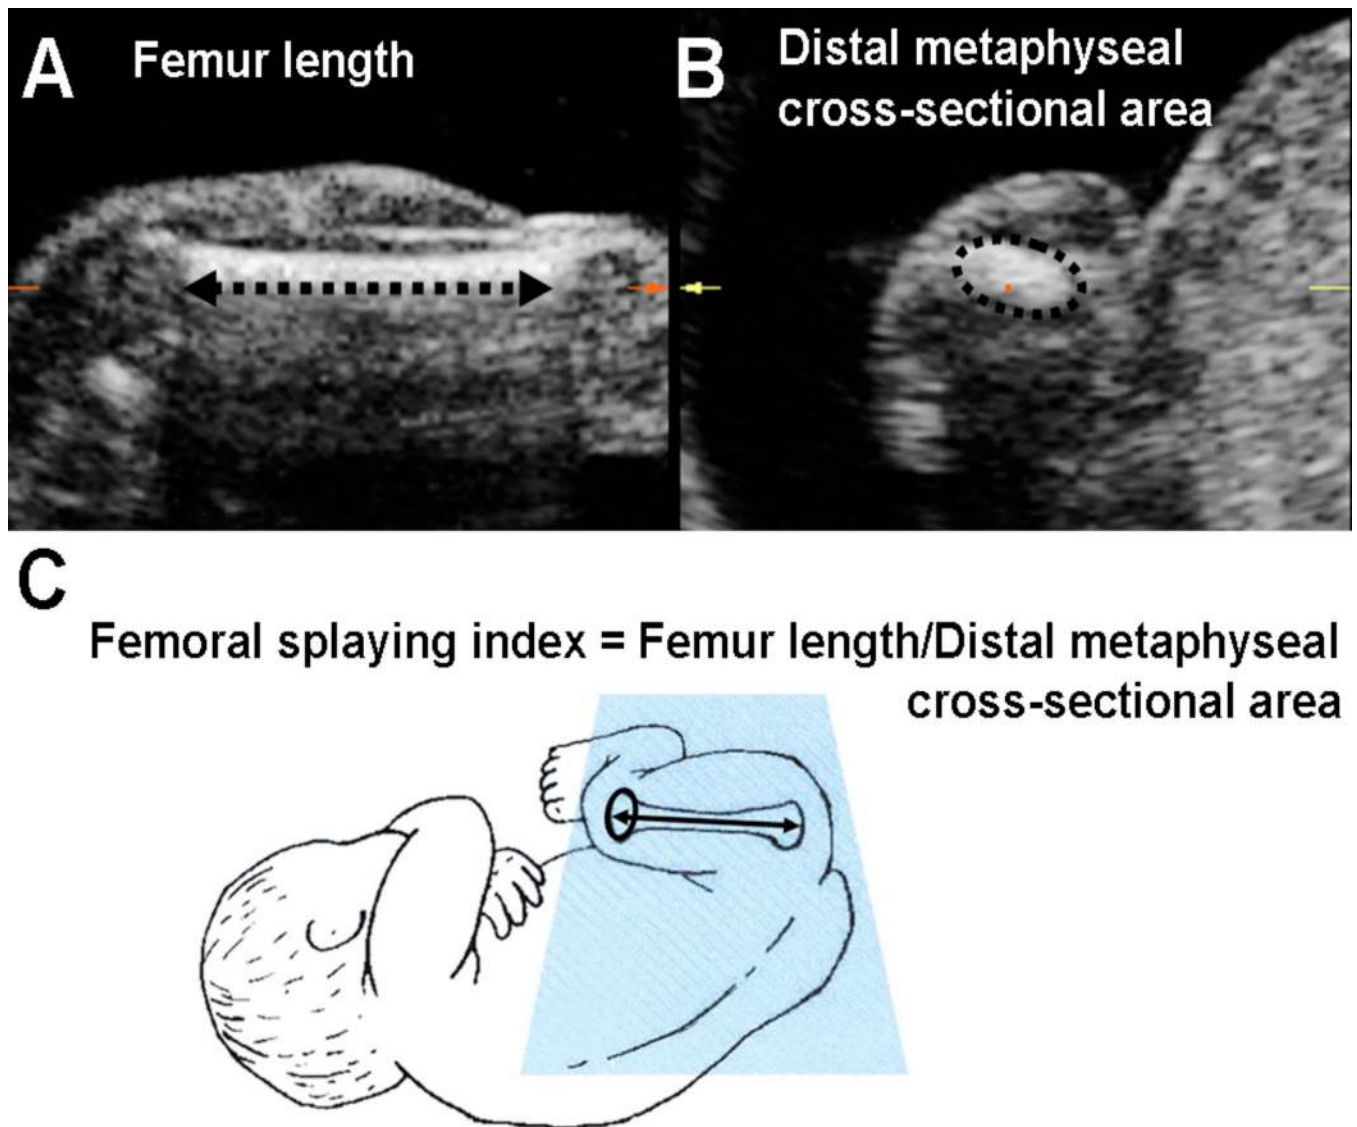 A
Femur length
B
Distal metaphyseal
cross-sectional area
C
Femoral splaying index = Femur length/Distal metaphyseal
cross-sectional area